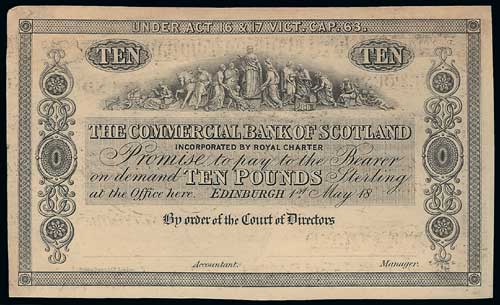 UNDER ACT 16 & 17 VICT. CAP. 63.
TEN TEN
THE COMMERCIAL BANK OF SCOTLAND
INCORPORATED BY ROYAL CHARTER
Promise to pay to the Bearer
on demand TEN POUNDS Sterling
at the Office here. EDINBURGH 1st May 18
By order of the Court of Directors
Accountant. Manager.